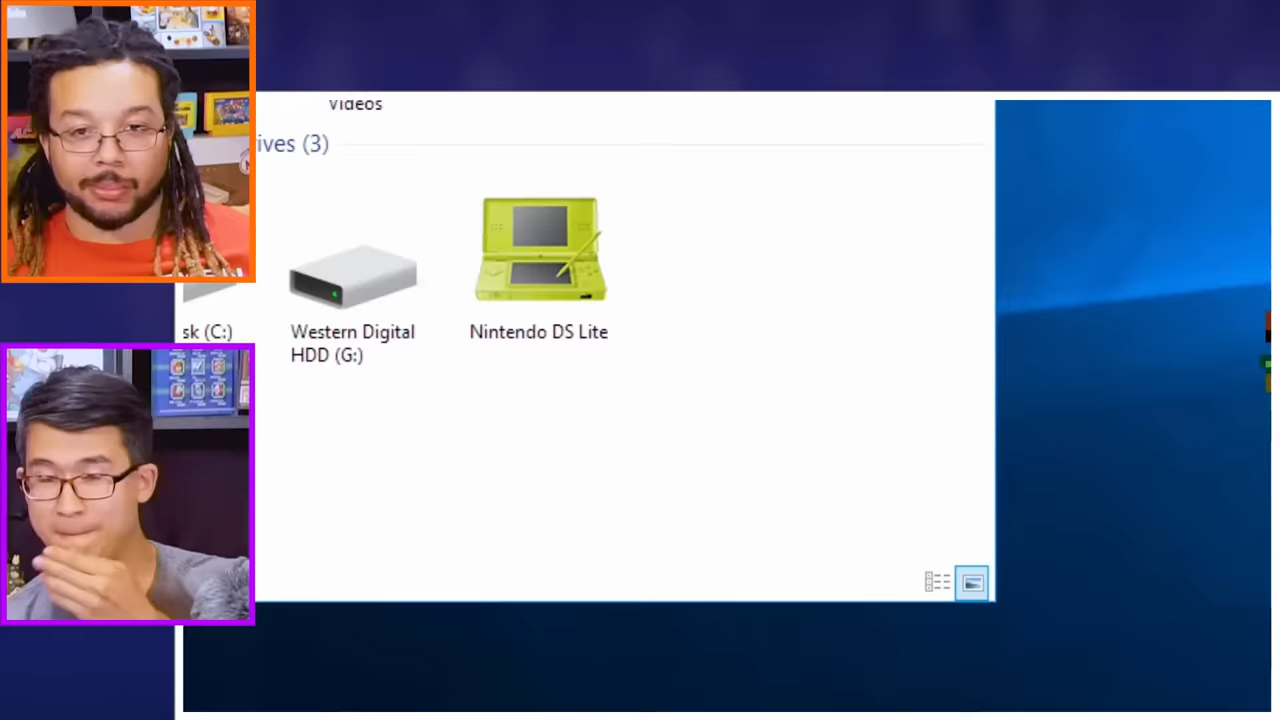 Videos
ives (3)
sk (C:)
Western Digital
HDD (G:)
Nintendo DS Lite